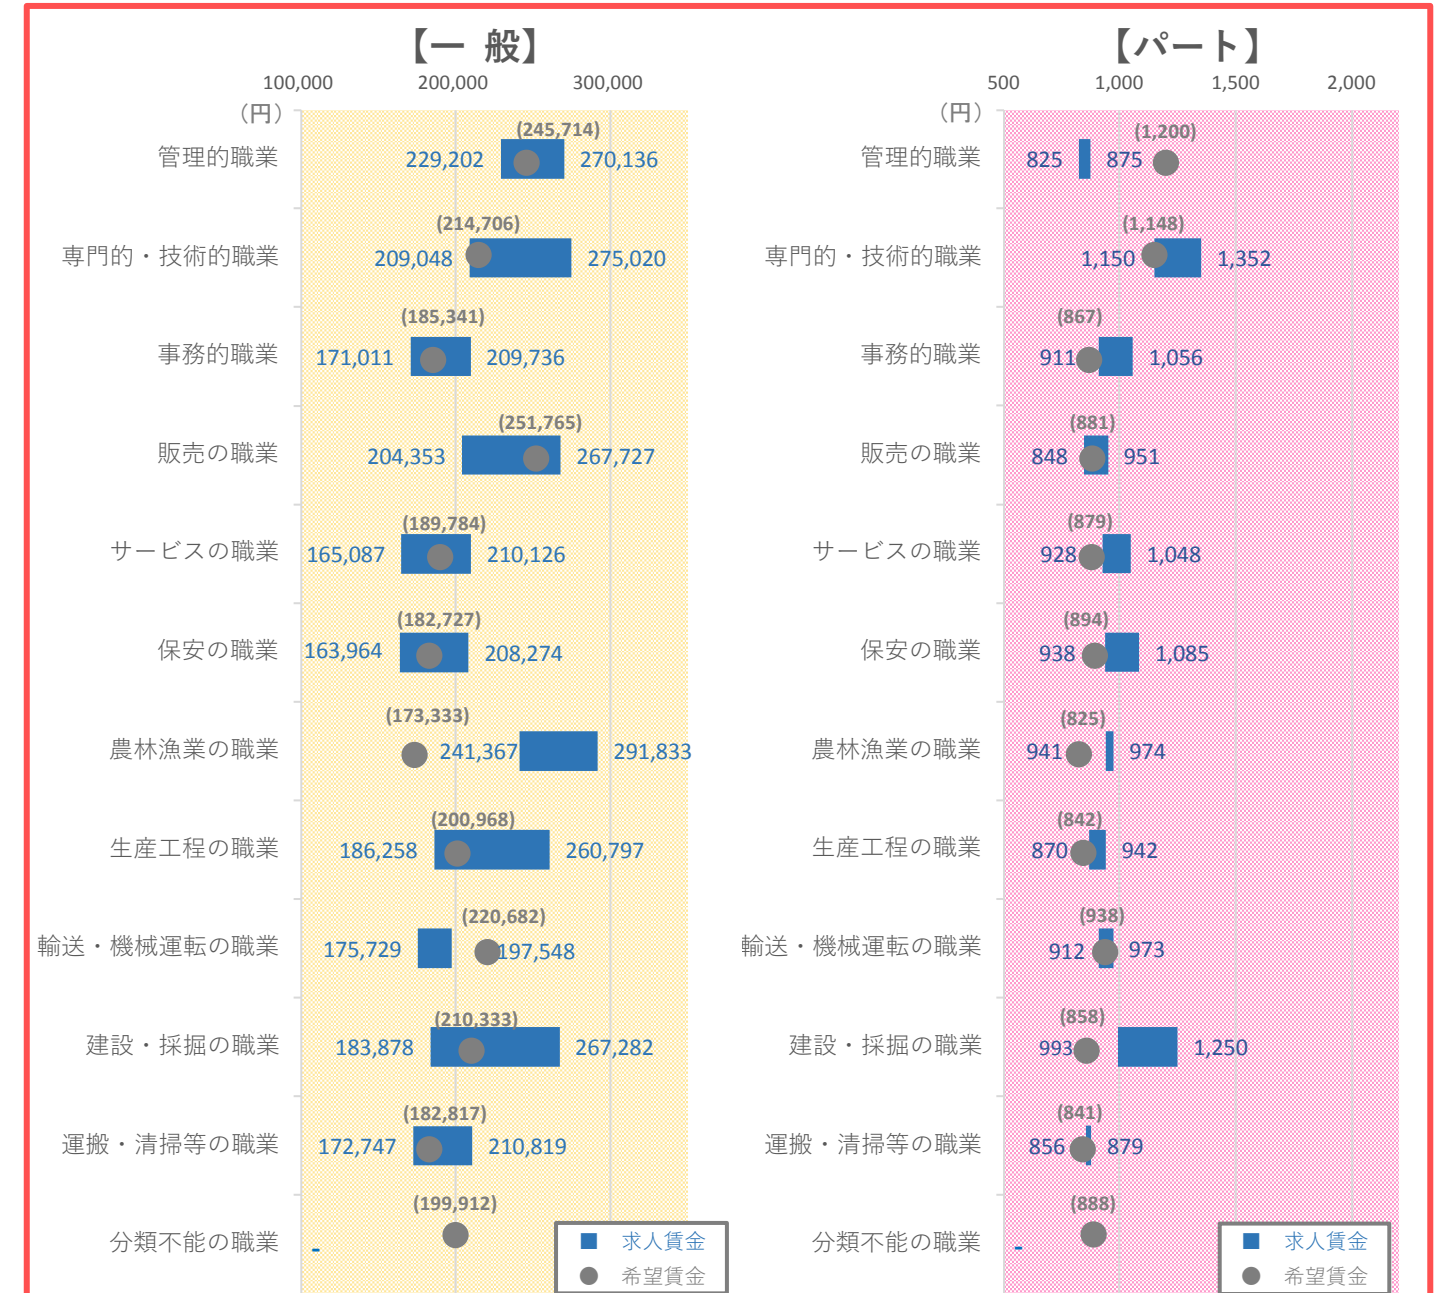 【一 般】
100,000 200,000 300,000
(円)
(245,714)
管理的職業 229,202 270,136
(214,706)
専門的・技術的職業 209,048 275,020
(185,341)
事務的職業 171,011 209,736
(251,765)
販売の職業 204,353 267,727
(189,784)
サービスの職業 165,087 210,126
(182,727)
保安の職業 163,964 208,274
(173,333)
農林漁業の職業 241,367 291,833
(200,968)
生産工程の職業 186,258 260,797
(220,682)
輸送・機械運転の職業 175,729 197,548
(210,333)
建設・採掘の職業 183,878 267,282
(182,817)
運搬・清掃等の職業 172,747 210,819
(199,912)
分類不能の職業 -
求人賃金
希望賃金
【パート】
500 1,000 1,500 2,000
(円)
(1,200)
管理的職業 825 875
(1,148)
専門的・技術的職業 1,150 1,352
(867)
事務的職業 911 1,056
(881)
販売の職業 848 951
(879)
サービスの職業 928 1,048
(894)
保安の職業 938 1,085
(825)
農林漁業の職業 941 974
(842)
生産工程の職業 870 942
(938)
輸送・機械運転の職業 912 973
(858)
建設・採掘の職業 993 1,250
(841)
運搬・清掃等の職業 856 879
(888)
分類不能の職業 -
求人賃金
希望賃金